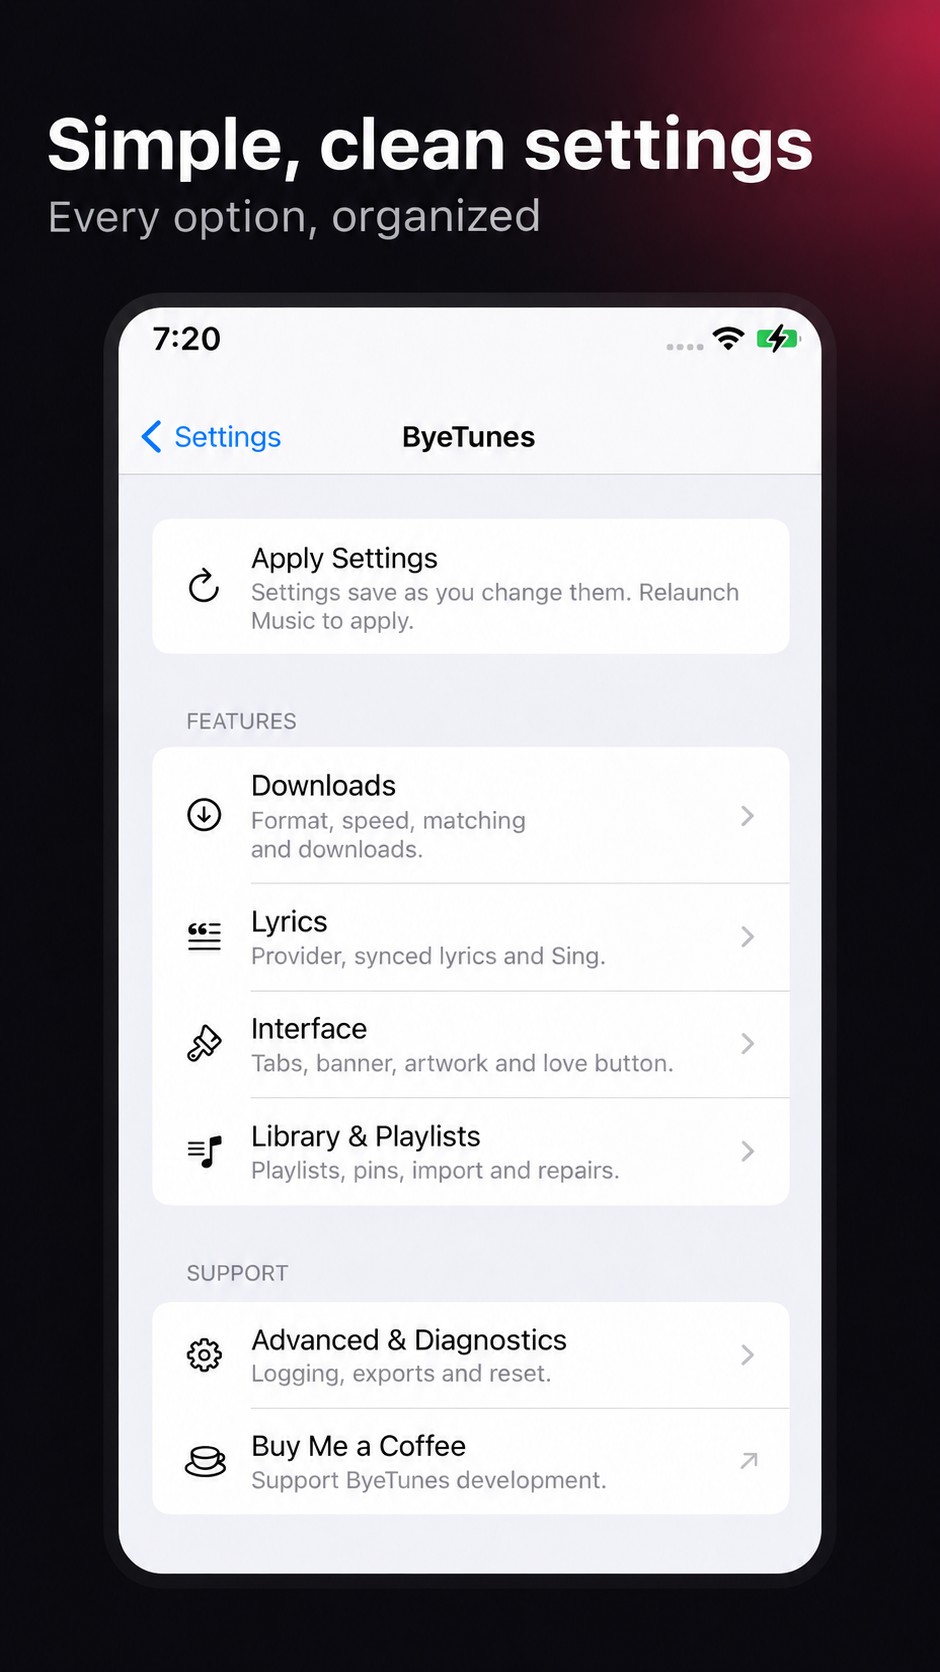 Simple, clean settings
Every option, organized
7:20
Settings
ByeTunes
Apply Settings
Settings save as you change them. Relaunch
Music to apply.
FEATURES
Downloads
Format, speed, matching
and downloads.
Lyrics
Provider, synced lyrics and Sing.
Interface
Tabs, banner, artwork and love button.
Library & Playlists
Playlists, pins, import and repairs.
SUPPORT
Advanced & Diagnostics
Logging, exports and reset.
Buy Me a Coffee
Support ByeTunes development.